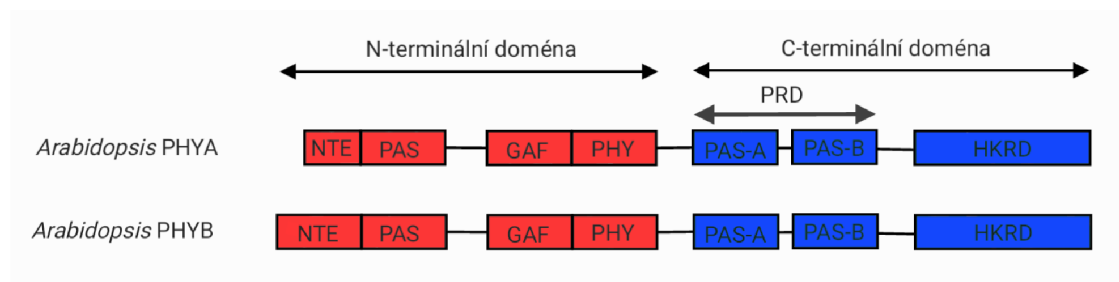 N-terminální doména C-terminální doména
PRD
Arabidopsis PHYA NTE PAS GAF PHY PAS-A PAS-B HKRD
Arabidopsis PHYB NTE PAS GAF PHY PAS-A PAS-B HKRD